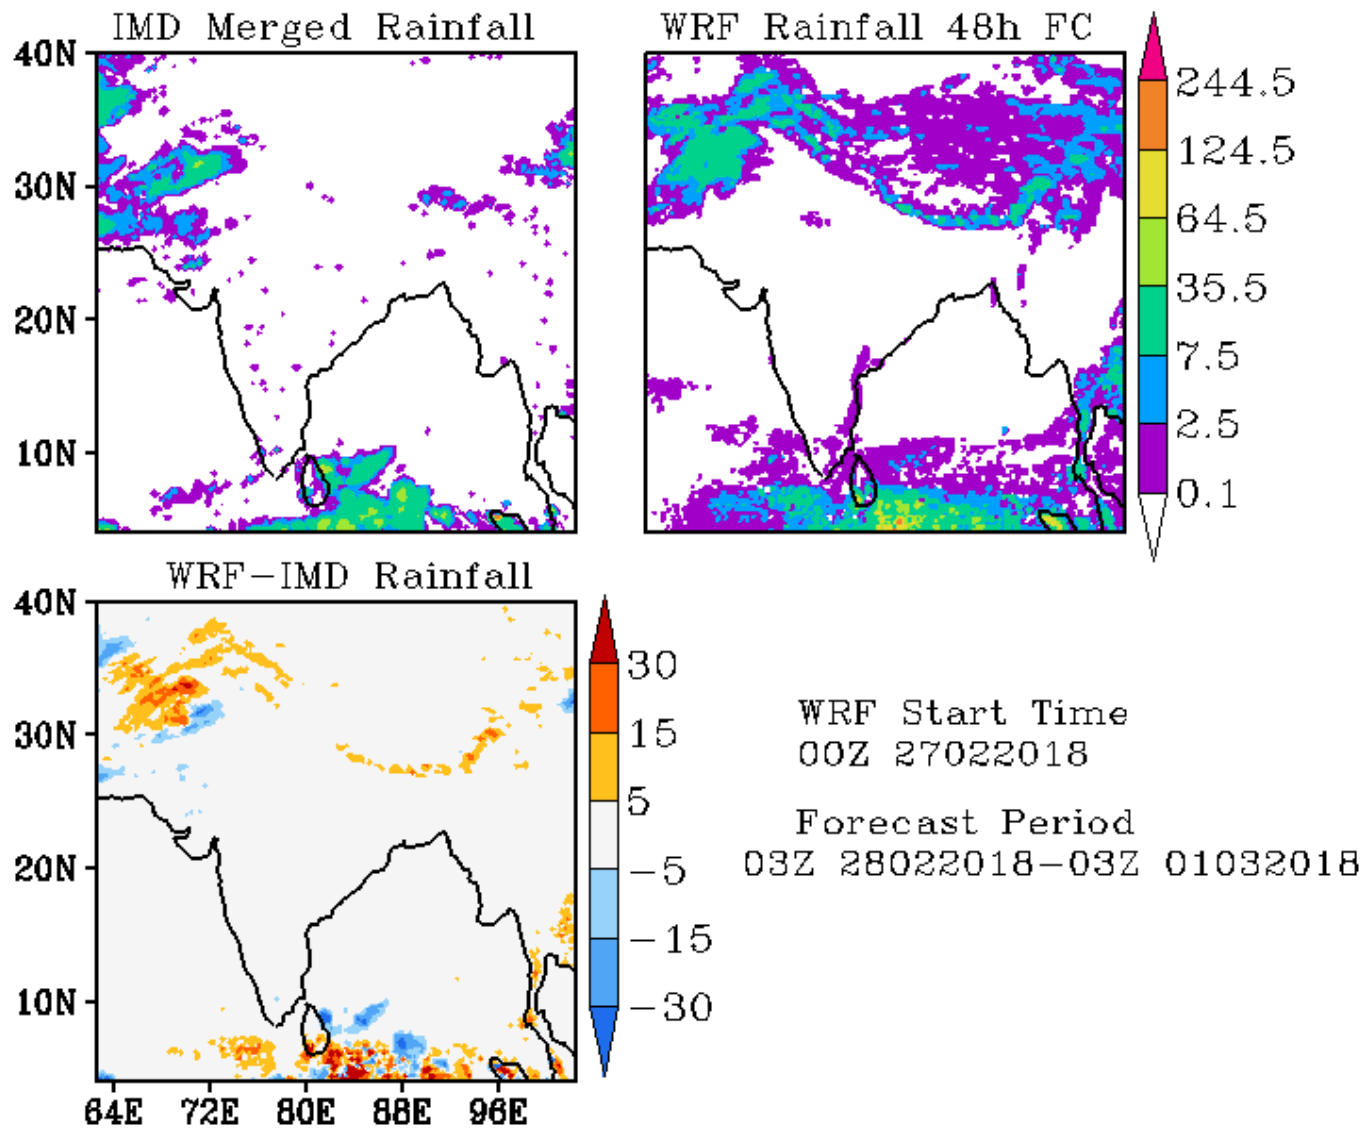 IMD Merged Rainfall
WRF Rainfall 48h FC
40N
30N
20N
10N
244.5
124.5
64.5
35.5
7.5
2.5
0.1
WRF-IMD Rainfall
40N
30N
20N
10N
64E 72E 80E 88E 96E
30
15
5
-5
-15
-30
WRF Start Time
00Z 27022018
Forecast Period
03Z 28022018-03Z 01032018